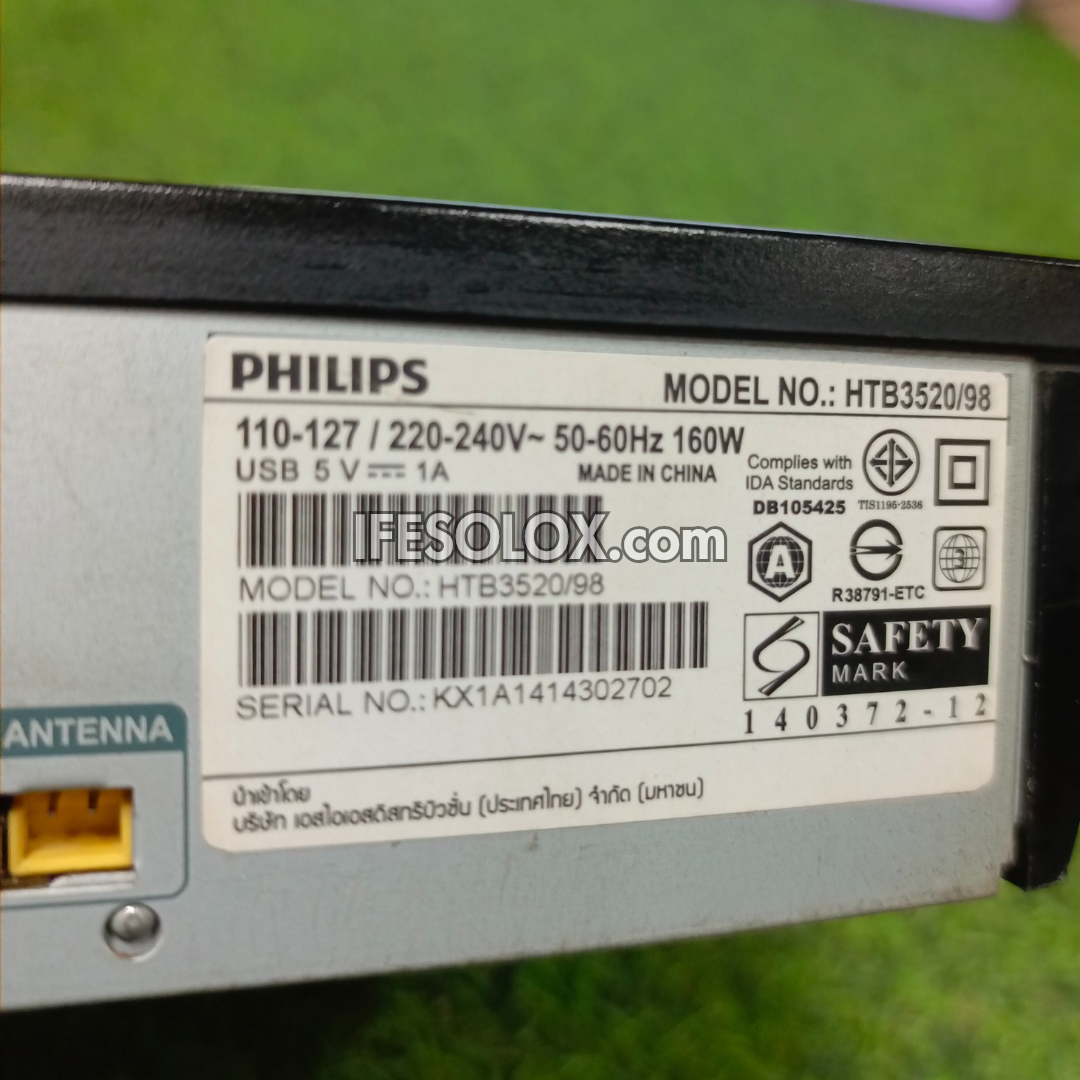 PHILIPS
MODEL NO.: HTB3520/98
110-127 / 220-240V~ 50-60Hz 160W
USB 5 V⎓ 1A
MADE IN CHINA
Complies with
IDA Standards
DB105425
TIS1195-2536
IFESOLOX.com
A
3
R38791-ETC
MODEL NO.: HTB3520/98
SAFETY
MARK
SERIAL NO.: KX1A1414302702
140372-12
ANTENNA
นำเข้าโดย
บริษัท เอสไอเอสดิสทริบิวชั่น (ประเทศไทย) จำกัด (มหาชน)